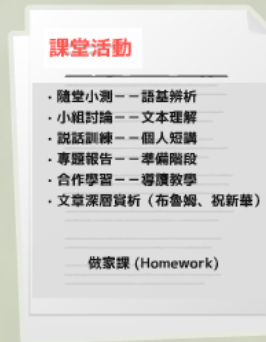 課堂活動
・隨堂小測－－語基辨析
・小組討論－－文本理解
・説話訓練－－個人短講
・專題報告－－準備階段
・合作學習－－導讀教學
・文章深層賞析（布魯姆、祝新華）
做家課 (Homework)